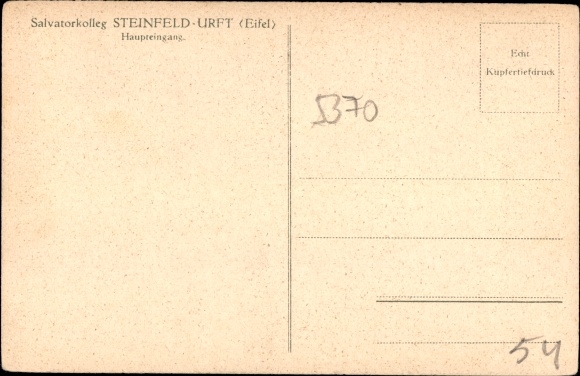 Salvatorkolleg STEINFELD-URFT (Eifel)
Haupteingang.
Echt
Kupfertiefdruck
5370
54